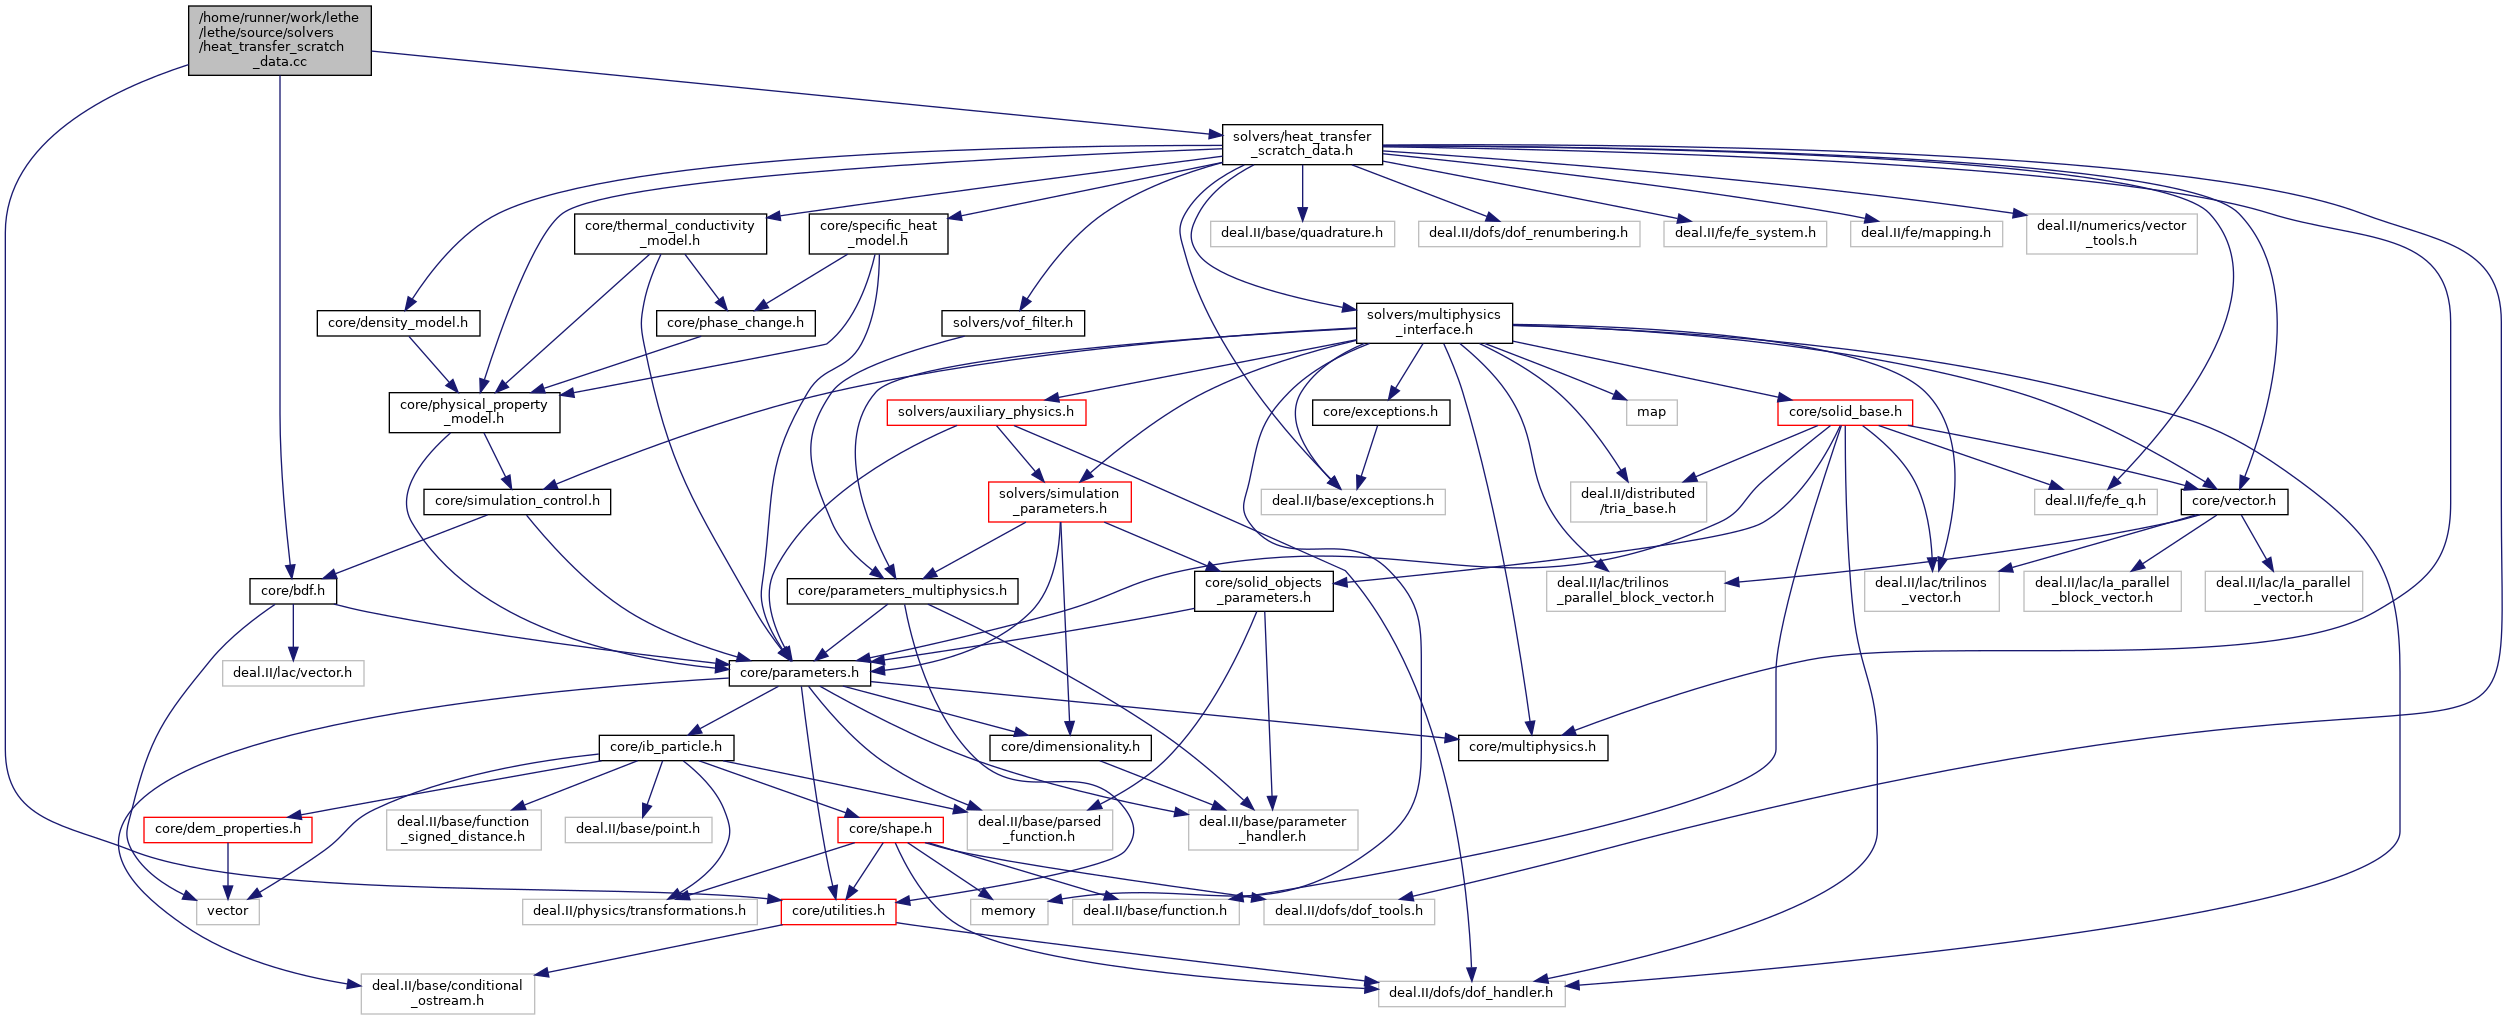 /home/runner/work/lethe
/lethe/source/solvers
/heat_transfer_scratch
_data.cc
solvers/heat_transfer
_scratch_data.h
core/thermal_conductivity
_model.h
core/specific_heat
_model.h
deal.II/base/quadrature.h
deal.II/dofs/dof_renumbering.h
deal.II/fe/fe_system.h
deal.II/fe/mapping.h
deal.II/numerics/vector
_tools.h
core/density_model.h
core/phase_change.h
solvers/vof_filter.h
solvers/multiphysics
_interface.h
core/physical_property
_model.h
solvers/auxiliary_physics.h
core/exceptions.h
map
core/solid_base.h
core/simulation_control.h
solvers/simulation
_parameters.h
deal.II/base/exceptions.h
deal.II/distributed
/tria_base.h
deal.II/fe/fe_q.h
core/vector.h
core/bdf.h
core/parameters_multiphysics.h
core/solid_objects
_parameters.h
deal.II/lac/trilinos
_parallel_block_vector.h
deal.II/lac/trilinos
_vector.h
deal.II/lac/la_parallel
_block_vector.h
deal.II/lac/la_parallel
_vector.h
deal.II/lac/vector.h
core/parameters.h
core/ib_particle.h
core/dimensionality.h
core/multiphysics.h
core/dem_properties.h
deal.II/base/function
_signed_distance.h
deal.II/base/point.h
core/shape.h
deal.II/base/parsed
_function.h
deal.II/base/parameter
_handler.h
vector
deal.II/physics/transformations.h
core/utilities.h
memory
deal.II/base/function.h
deal.II/dofs/dof_tools.h
deal.II/base/conditional
_ostream.h
deal.II/dofs/dof_handler.h